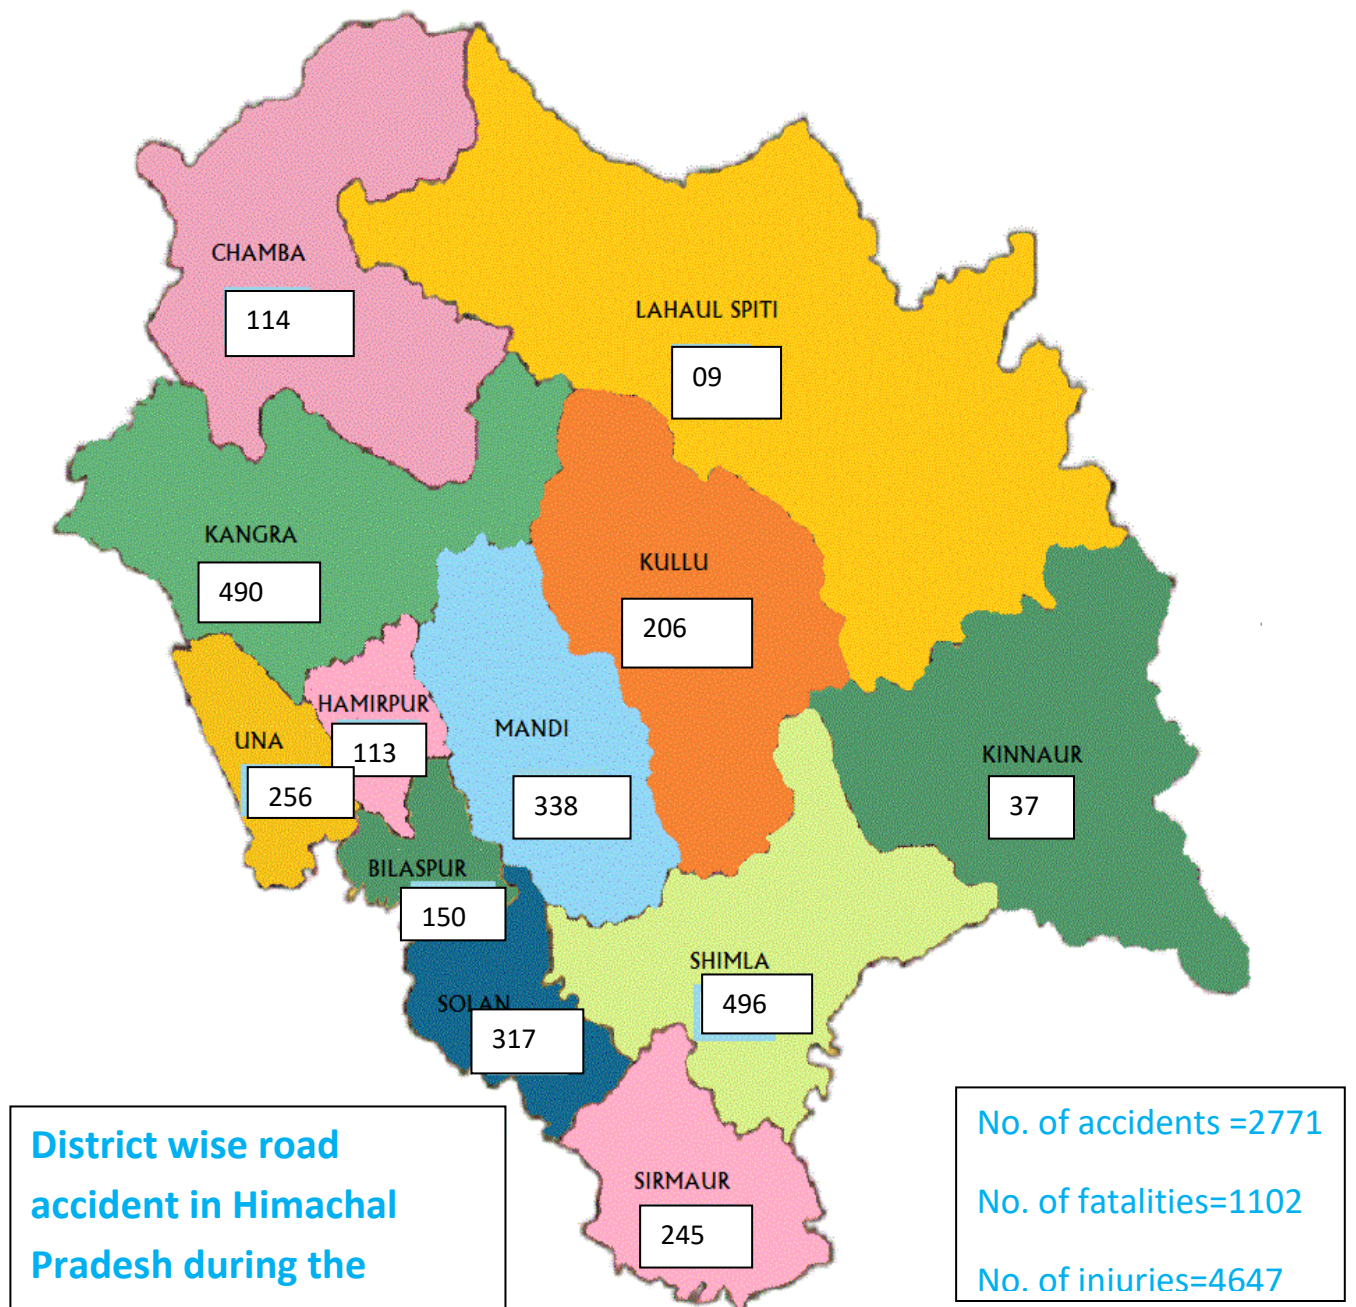 CHAMBA
114
LAHAUL SPITI
09
KANGRA
490
KULLU
206
HAMIRPUR
113
UNA
256
MANDI
338
KINNAUR
37
BILASPUR
150
SHIMLA
496
SOLAN
317
SIRMAUR
245
District wise road
accident in Himachal
Pradesh during the
No. of accidents =2771
No. of fatalities=1102
No. of injuries=4647